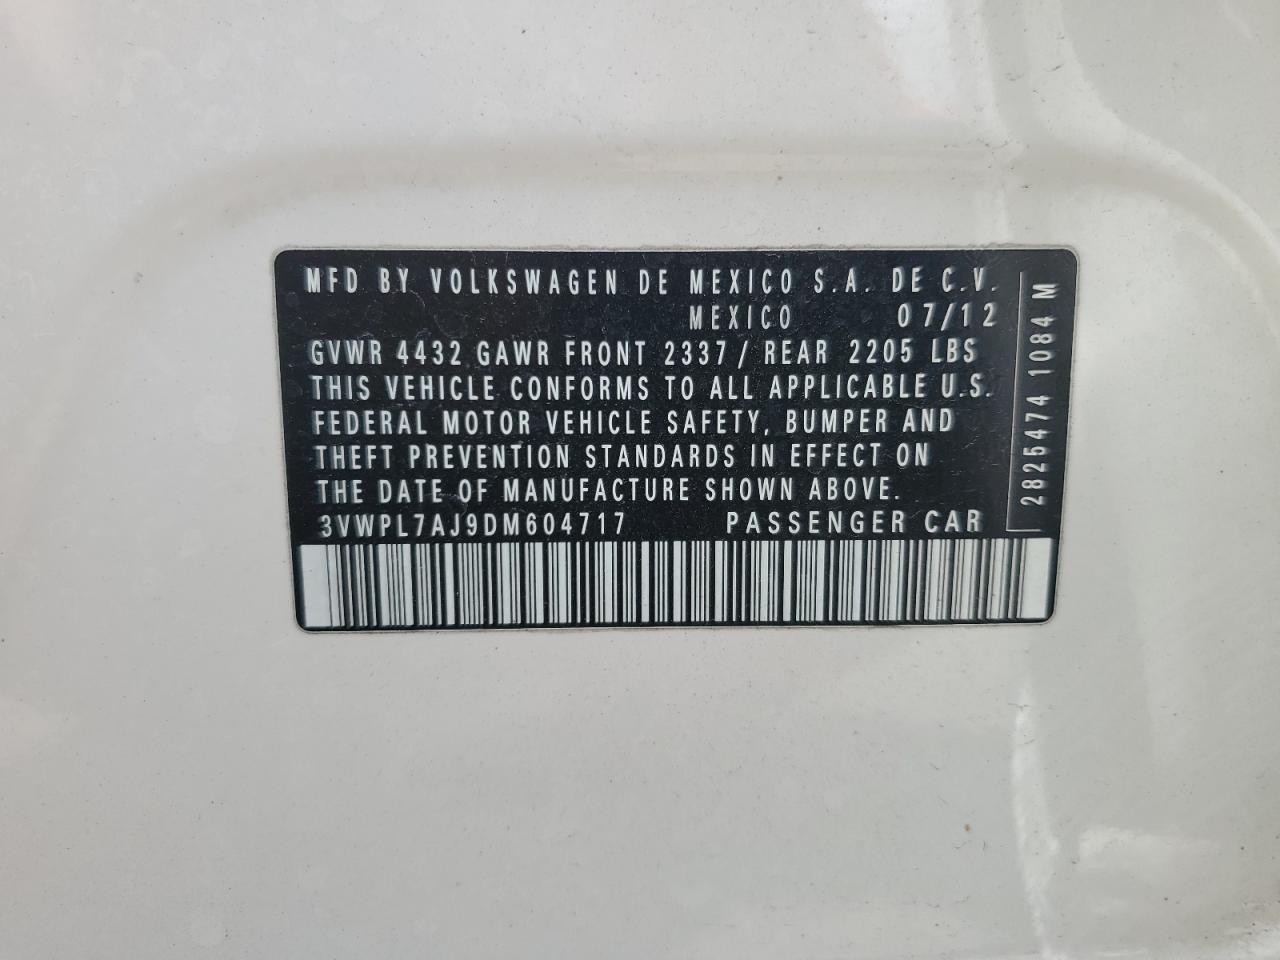 MFD BY VOLKSWAGEN DE MEXICO S.A. DE C.V.
MEXICO 07/12
GVWR 4432 GAWR FRONT 2337/ REAR 2205 LBS
THIS VEHICLE CONFORMS TO ALL APPLICABLE U.S.
FEDERAL MOTOR VEHICLE SAFETY, BUMPER AND
THEFT PREVENTION STANDARDS IN EFFECT ON
THE DATE OF MANUFACTURE SHOWN ABOVE.
3VWPL7AJ9DM604717 PASSENGER CAR
2825474 1084 M